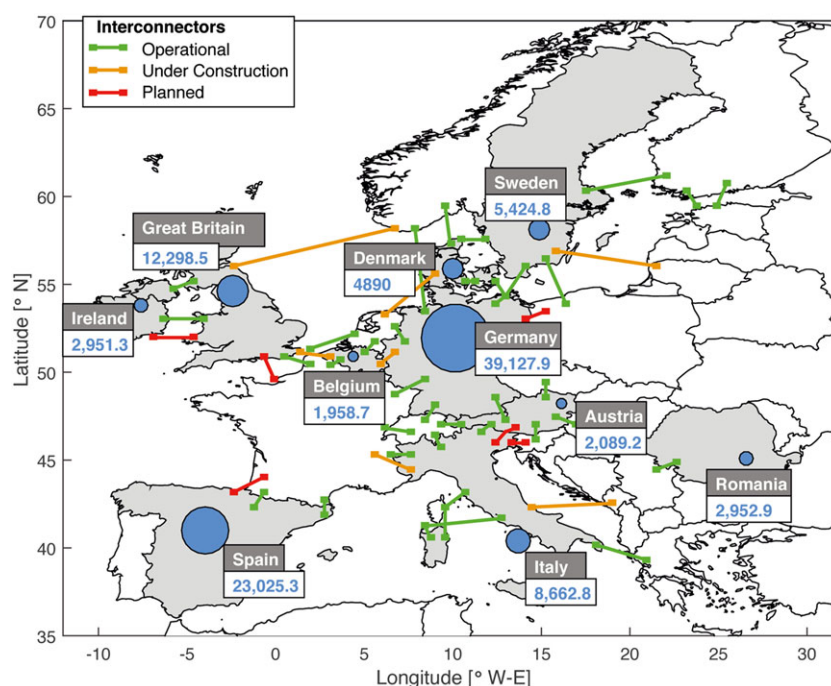 Interconnectors
Operational
Under Construction
Planned
70
65
60
55
50
45
40
35
Latitude [° N]
-10
-5
0
5
10
15
20
25
30
Longitude [° W-E]
Sweden
5,424.8
Great Britain
12,298.5
Denmark
4890
Ireland
2,951.3
Germany
39,127.9
Belgium
1,958.7
Austria
2,089.2
Romania
2,952.9
Spain
23,025.3
Italy
8,662.8